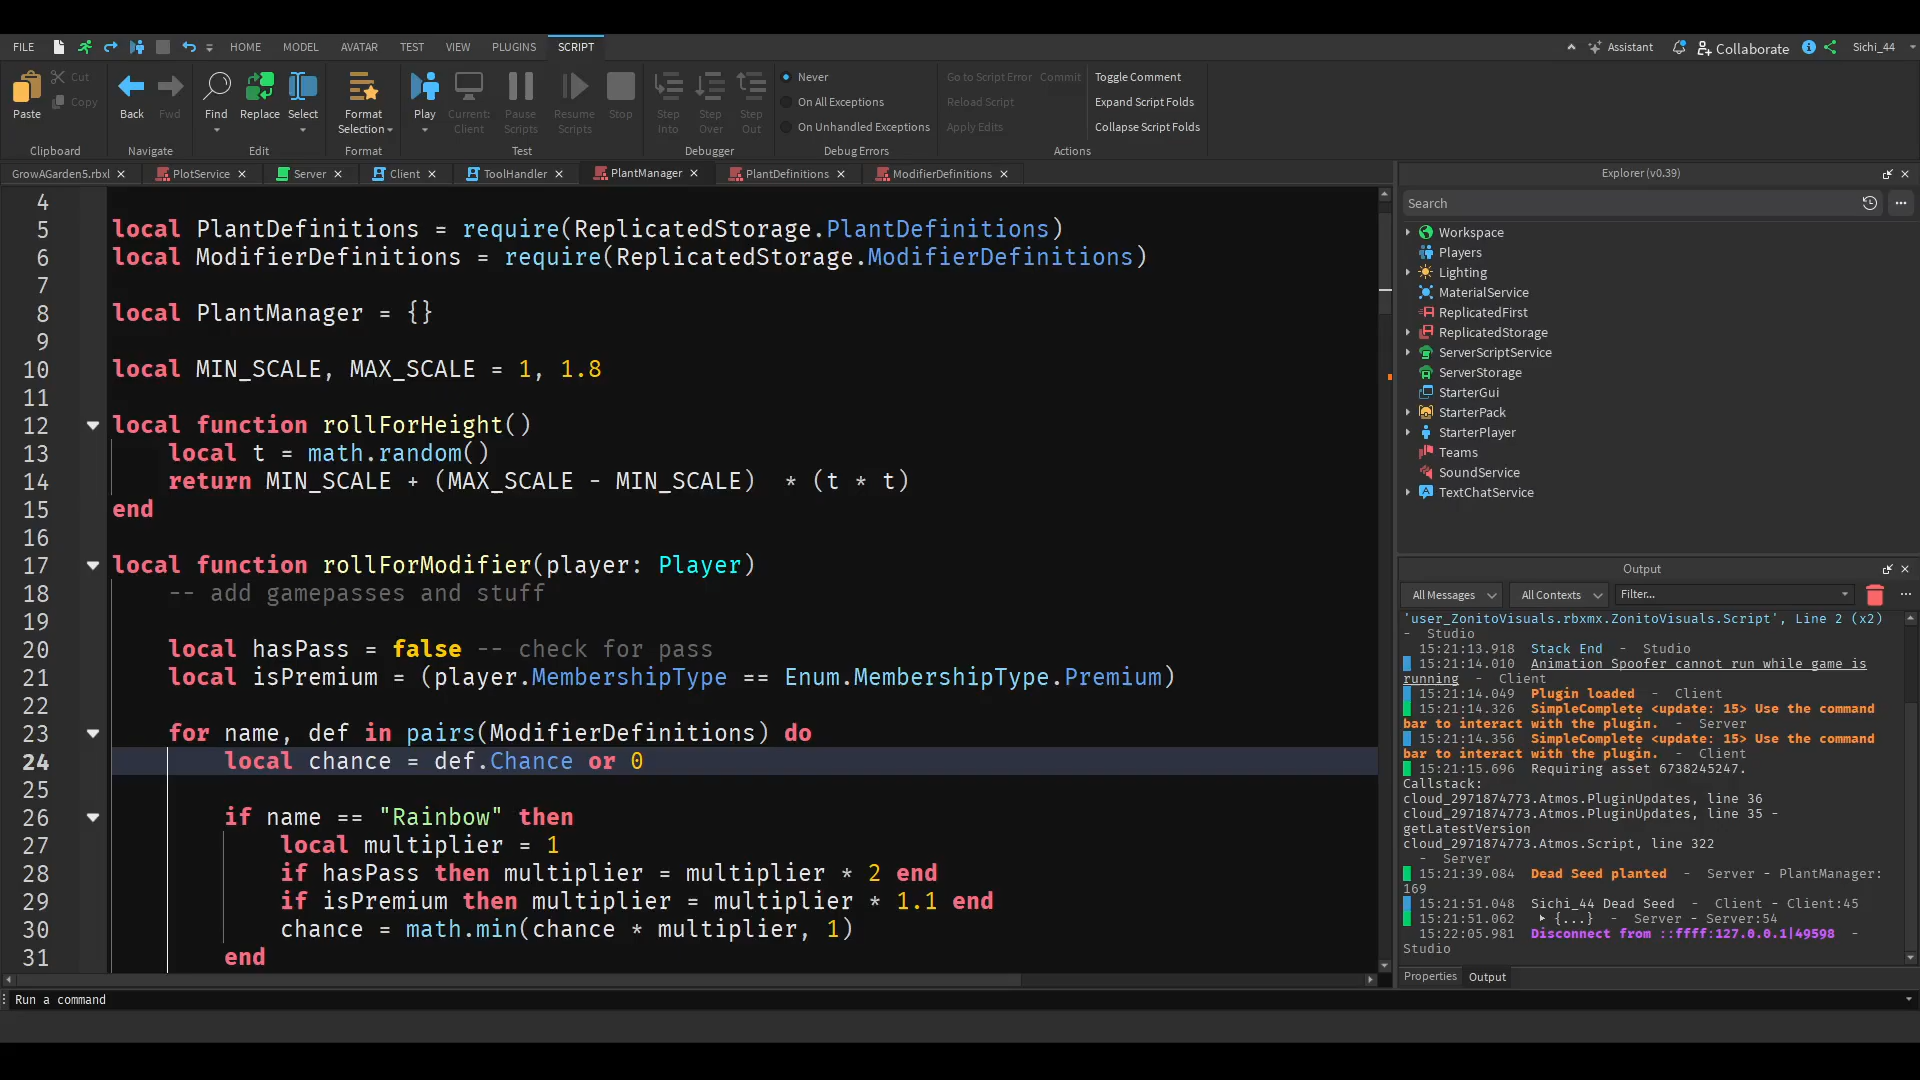 FILE HOME MODEL AVATAR TEST VIEW PLUGINS SCRIPT Assistant Collaborate Sichi_44
Paste Cut Copy Clipboard
Back Fwd Navigate
Find Replace Select Edit
Format Selection Format
Play Current: Client Pause Scripts Resume Scripts Stop Test
Step Into Step Over Step Out Debugger
Never
On All Exceptions
On Unhandled Exceptions
Debug Errors
Go to Script Error Commit
Reload Script
Apply Edits
Toggle Comment
Expand Script Folds
Collapse Script Folds
Actions
GrowAGarden5.rbxl PlotService Server Client ToolHandler PlantManager PlantDefinitions ModifierDefinitions
4
5 local PlantDefinitions = require(ReplicatedStorage.PlantDefinitions)
6 local ModifierDefinitions = require(ReplicatedStorage.ModifierDefinitions)
7
8 local PlantManager = {}
9
10 local MIN_SCALE, MAX_SCALE = 1, 1.8
11
12 local function rollForHeight()
13 local t = math.random()
14 return MIN_SCALE + (MAX_SCALE - MIN_SCALE)  * (t * t)
15 end
16
17 local function rollForModifier(player: Player)
18 -- add gamepasses and stuff
19
20 local hasPass = false -- check for pass
21 local isPremium = (player.MembershipType == Enum.MembershipType.Premium)
22
23 for name, def in pairs(ModifierDefinitions) do
24 local chance = def.Chance or 0
25
26 if name == "Rainbow" then
27 local multiplier = 1
28 if hasPass then multiplier = multiplier * 2 end
29 if isPremium then multiplier = multiplier * 1.1 end
30 chance = math.min(chance * multiplier, 1)
31 end
Explorer (v0.39)
Search
Workspace
Players
Lighting
MaterialService
ReplicatedFirst
ReplicatedStorage
ServerScriptService
ServerStorage
StarterGui
StarterPack
StarterPlayer
Teams
SoundService
TextChatService
Output
All Messages All Contexts Filter...
'user_ZonitoVisuals.rbxmx.ZonitoVisuals.Script', Line 2 (x2)
- Studio
15:21:13.918 Stack End - Studio
15:21:14.010 Animation Spoofer cannot run while game is
running - Client
15:21:14.049 Plugin loaded - Client
15:21:14.326 SimpleComplete <update: 15> Use the command
bar to interact with the plugin. - Server
15:21:14.356 SimpleComplete <update: 15> Use the command
bar to interact with the plugin. - Client
15:21:15.696 Requiring asset 6738245247.
Callstack:
cloud_2971874773.Atmos.PluginUpdates, line 36
cloud_2971874773.Atmos.PluginUpdates, line 35 -
getLatestVersion
cloud_2971874773.Atmos.Script, line 322
- Server
15:21:39.084 Dead Seed planted - Server - PlantManager:
169
15:21:51.048 Sichi_44 Dead Seed - Client - Client:45
15:21:51.062 {...} - Server - Server:54
15:22:05.981 Disconnect from ::ffff:127.0.0.1|49598 -
Studio
Properties Output
Run a command